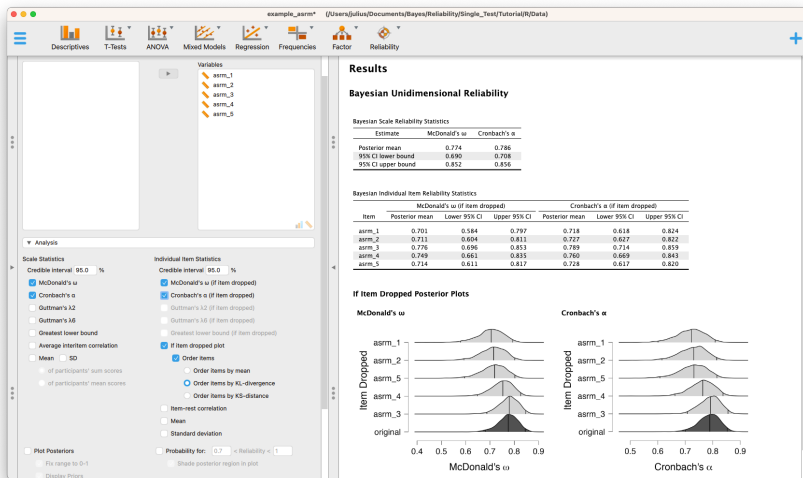 example_asrm* (/Users/julius/Documents/Bayes/Reliability/Single_Test/Tutorial/R/Data)
Descriptives T-Tests ANOVA Mixed Models Regression Frequencies Factor Reliability
Variables
asrm_1
asrm_2
asrm_3
asrm_4
asrm_5
Analysis
Scale Statistics
Credible interval 95.0 %
McDonald's ω
Cronbach's α
Guttman's λ2
Guttman's λ6
Greatest lower bound
Average interitem correlation
Mean SD
of participants' sum scores
of participants' mean scores
Individual Item Statistics
Credible interval 95.0 %
McDonald's ω (if item dropped)
Cronbach's α (if item dropped)
Guttman's λ2 (if item dropped)
Guttman's λ6 (if item dropped)
Greatest lower bound (if item dropped)
If item dropped plot
Order items
Order items by mean
Order items by KL-divergence
Order items by KS-distance
Item-rest correlation
Mean
Standard deviation
Plot Posteriors
Fix range to 0-1
Display Priors
Probability for: 0.7 < Reliability < 1
Shade posterior region in plot
Results
Bayesian Unidimensional Reliability
Bayesian Scale Reliability Statistics
Estimate McDonald's ω Cronbach's α
Posterior mean 0.774 0.786
95% CI lower bound 0.690 0.708
95% CI upper bound 0.852 0.856
Bayesian Individual Item Reliability Statistics
McDonald's ω (if item dropped) Cronbach's α (if item dropped)
Item Posterior mean Lower 95% CI Upper 95% CI Posterior mean Lower 95% CI Upper 95% CI
asrm_1 0.701 0.584 0.797 0.718 0.618 0.824
asrm_2 0.711 0.604 0.811 0.727 0.627 0.822
asrm_3 0.776 0.696 0.853 0.789 0.714 0.859
asrm_4 0.749 0.661 0.835 0.760 0.669 0.843
asrm_5 0.714 0.611 0.817 0.728 0.617 0.820
If Item Dropped Posterior Plots
McDonald's ω
Item Dropped
asrm_1
asrm_2
asrm_5
asrm_4
asrm_3
original
0.4 0.5 0.6 0.7 0.8 0.9
McDonald's ω
Cronbach's α
Item Dropped
asrm_1
asrm_2
asrm_5
asrm_4
asrm_3
original
0.5 0.6 0.7 0.8 0.9
Cronbach's α